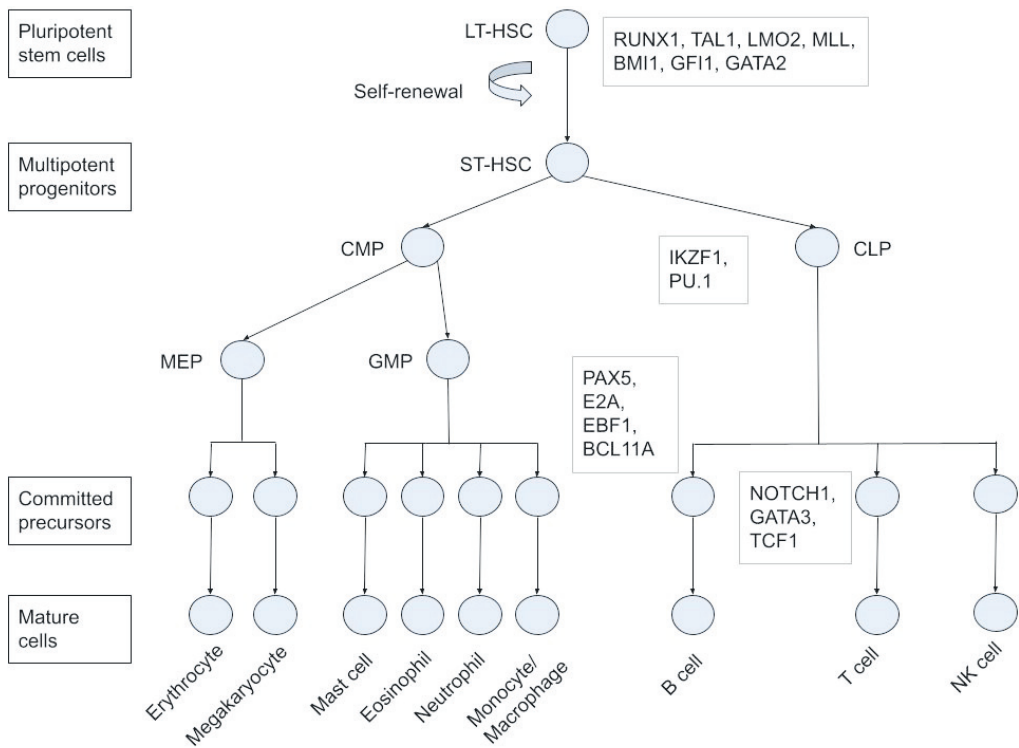 Pluripotent
stem cells
LT-HSC
RUNX1, TAL1, LMO2, MLL,
BMI1, GFI1, GATA2
Self-renewal
Multipotent
progenitors
ST-HSC
CMP
IKZF1,
PU.1
CLP
MEP
GMP
PAX5,
E2A,
EBF1,
BCL11A
Committed
precursors
NOTCH1,
GATA3,
TCF1
Mature
cells
Erythrocyte
Megakaryocyte
Mast cell
Eosinophil
Neutrophil
Monocyte/
Macrophage
B cell
T cell
NK cell